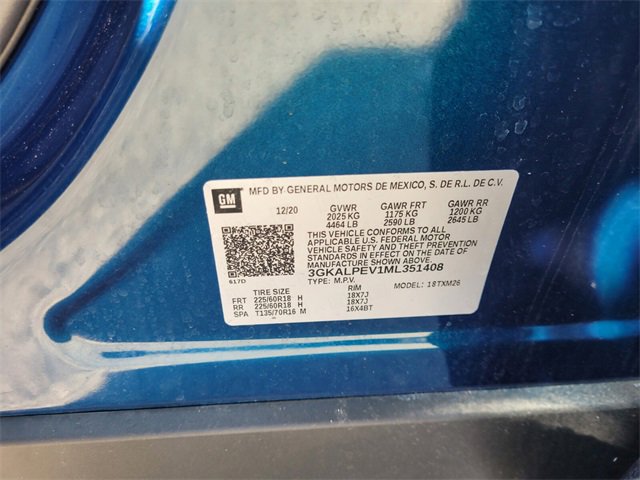 GM MFD BY GENERAL MOTORS DE MEXICO, S. DE R.L. DE C.V.
12/20 GVWR GAWR FRT GAWR RR
2025 KG 1175 KG 1200 KG
4464 LB 2590 LB 2645 LB
THIS VEHICLE CONFORMS TO ALL
APPLICABLE U.S. FEDERAL MOTOR
VEHICLE SAFETY AND THEFT PREVENTION
STANDARDS IN EFFECT ON THE DATE OF
MANUFACTURE SHOWN ABOVE.
617D 3GKALPEV1ML351408
TYPE: M.P.V. MODEL: 18TXM26
TIRE SIZE RIM
FRT 225/60R18 H 18X7J
RR 225/60R18 H 18X7J
SPA T135/70R16 M 16X4BT